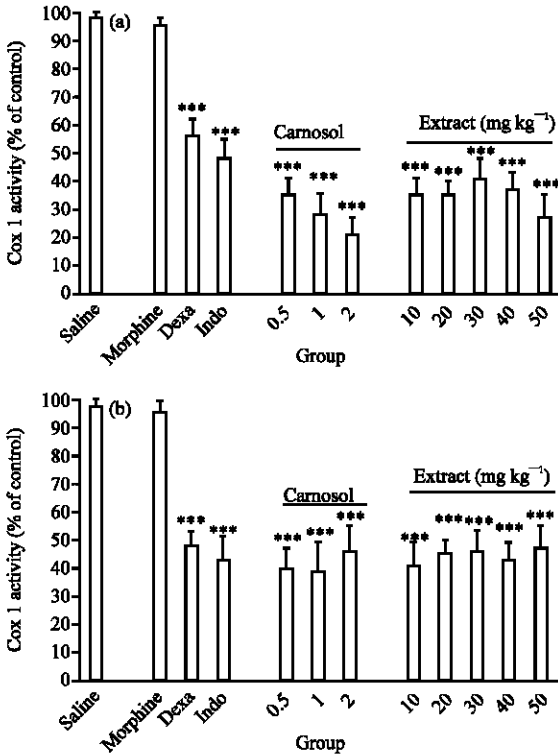 (a)
Cox 1 activity (% of control)
100
90
80
70
60
50
40
30
20
10
0
*** *** *** *** *** *** *** *** *** ***
Carnosol
Extract (mg kg⁻¹)
Saline Morphine Dexa Indo 0.5 1 2 10 20 30 40 50
Group
(b)
Cox 1 activity (% of control)
100
90
80
70
60
50
40
30
20
10
0
*** *** *** *** *** *** *** *** *** ***
Carnosol
Extract (mg kg⁻¹)
Saline Morphine Dexa Indo 0.5 1 2 10 20 30 40 50
Group